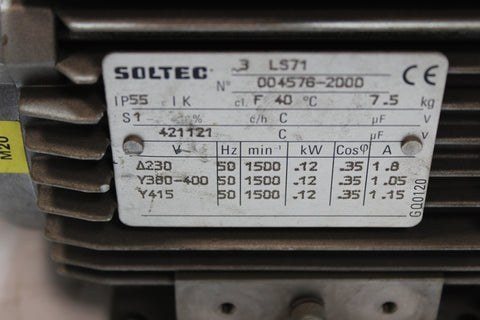 SOLTEC 3 LS71
N° 004576-2000
IP55 IK cl. F 40 °C 7.5 kg
S1 % c/h C µF V
421121 C µF V
V Hz min⁻¹ kW Cosφ A
Δ230 50 1500 .12 .35 1.8
Y380-400 50 1500 .12 .35 1.05
Y415 50 1500 .12 .35 1.15
GQ0120
M20